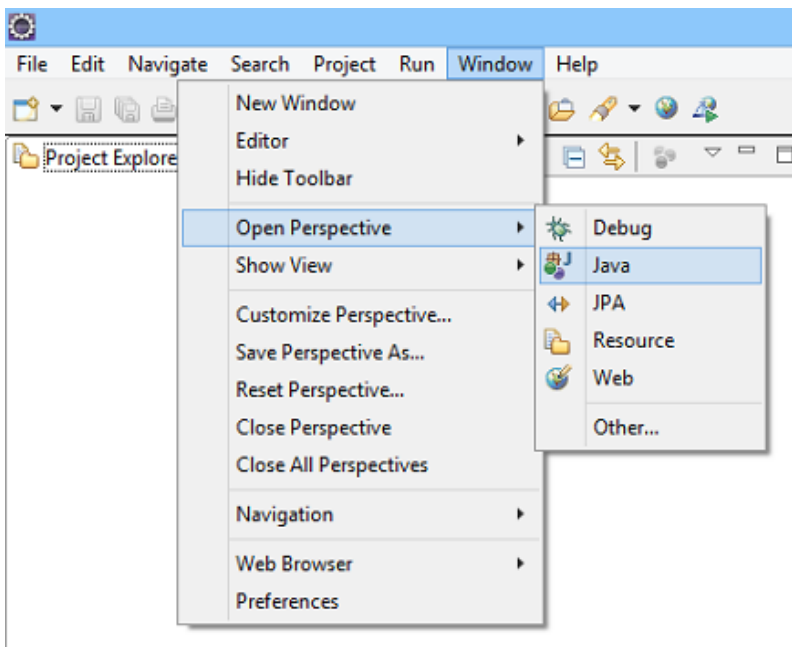 File Edit Navigate Search Project Run Window Help
Project Explore
New Window
Editor
Hide Toolbar
Open Perspective
Show View
Customize Perspective...
Save Perspective As...
Reset Perspective...
Close Perspective
Close All Perspectives
Navigation
Web Browser
Preferences
Debug
Java
JPA
Resource
Web
Other...